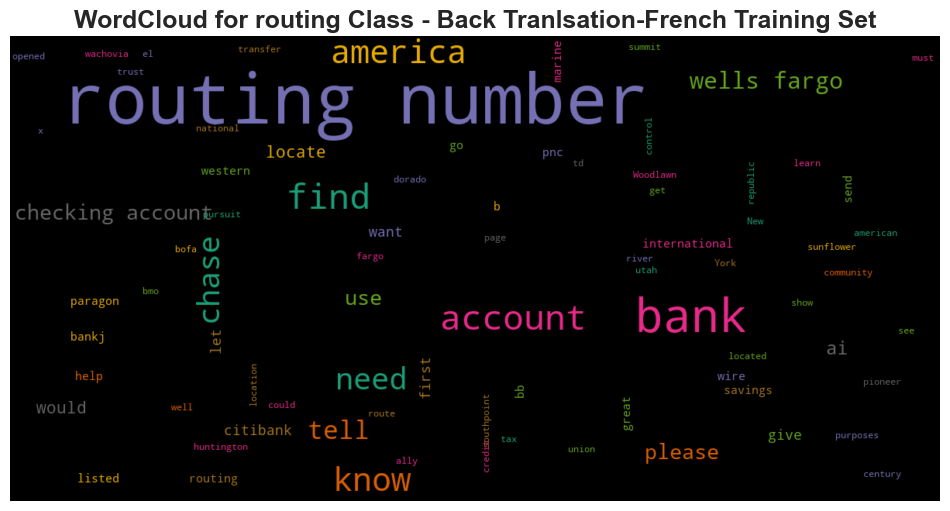 WordCloud for routing Class - Back Tranlsation-French Training Set
opened
wachovia
el
transfer
america
marine
summit
must
trust
routing number
wells fargo
x
national
control
locate
go
pnc
td
learn
western
dorado
Woodlawn
get
republic
send
find
checking account
pursuit
b
New
want
page
american
bofa
chase
fargo
international
sunflower
river
utah
York
community
bmo
paragon
use
account
bank
show
bankj
let
see
located
ai
help
location
need
first
bb
wire
savings
pioneer
would
well
could
route
southpoint
great
citibank
tell
tax
give
purposes
huntington
ally
credit
union
please
listed
routing
know
century